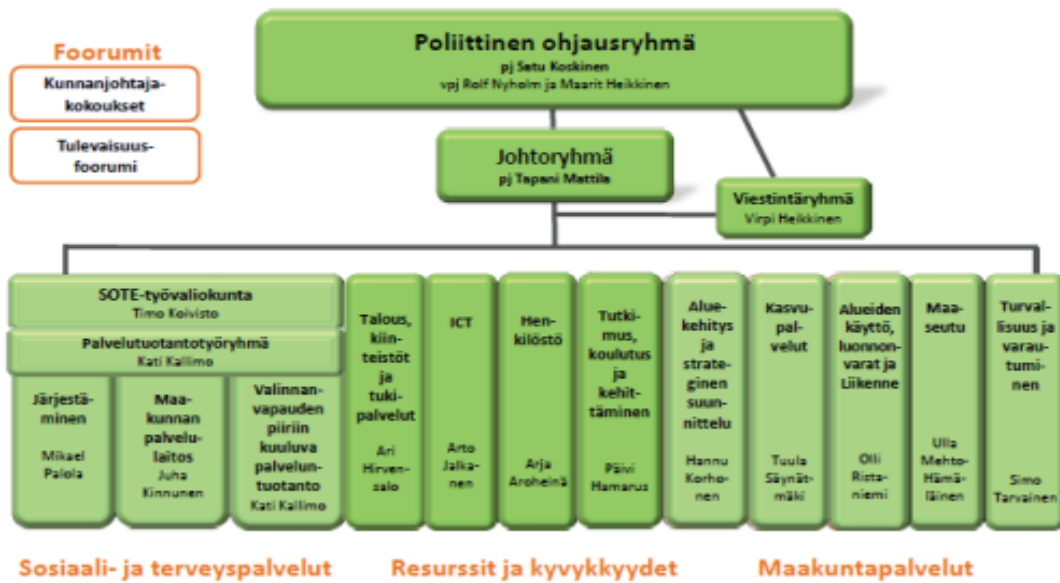 Foorumit
Kunnanjohtaja-
kokoukset
Tulevaisuus-
foorumi
Poliittinen ohjausryhmä
pj Satu Koskinen
vpj Rolf Nyholm ja Maarit Heikkinen
Johtoryhmä
pj Tapani Mattila
Viestintäryhmä
Virpi Heikkinen
SOTE-työvaliokunta
Timo Koivisto
Palvelutuotantotyöryhmä
Kati Kallimo
Järjestä-
minen
Mikael
Palola
Maa-
kunnan
palvelu-
laitos
Juha
Kinnunen
Valinnan-
vapauden
piiriin
kuuluva
palvelun-
tuotanto
Kati Kallimo
Talous,
kiin-
teistöt
ja
tuki-
palvelut
Ari
Hirven-
salo
ICT
Arto
Jalka-
nen
Hen-
kilöstö
Arja
Aroheinä
Tutki-
mus,
koulutus
ja
kehit-
täminen
Päivi
Hamarus
Alue-
kehitys
ja
strate-
ginen
suun-
nittelu
Hannu
Korho-
nen
Kasvu-
pal-
velut
Tuula
Säynät-
mäki
Alueiden
käyttö,
luonnon-
varat ja
Liikenne
Olli
Rista-
niemi
Maa-
seutu
Ulla
Mehto-
Hämä-
läinen
Turval-
lisuus ja
varau-
tumi-
nen
Simo
Tarvainen
Sosiaali- ja terveyspalvelut
Resurssit ja kyvykkyydet
Maakuntapalvelut